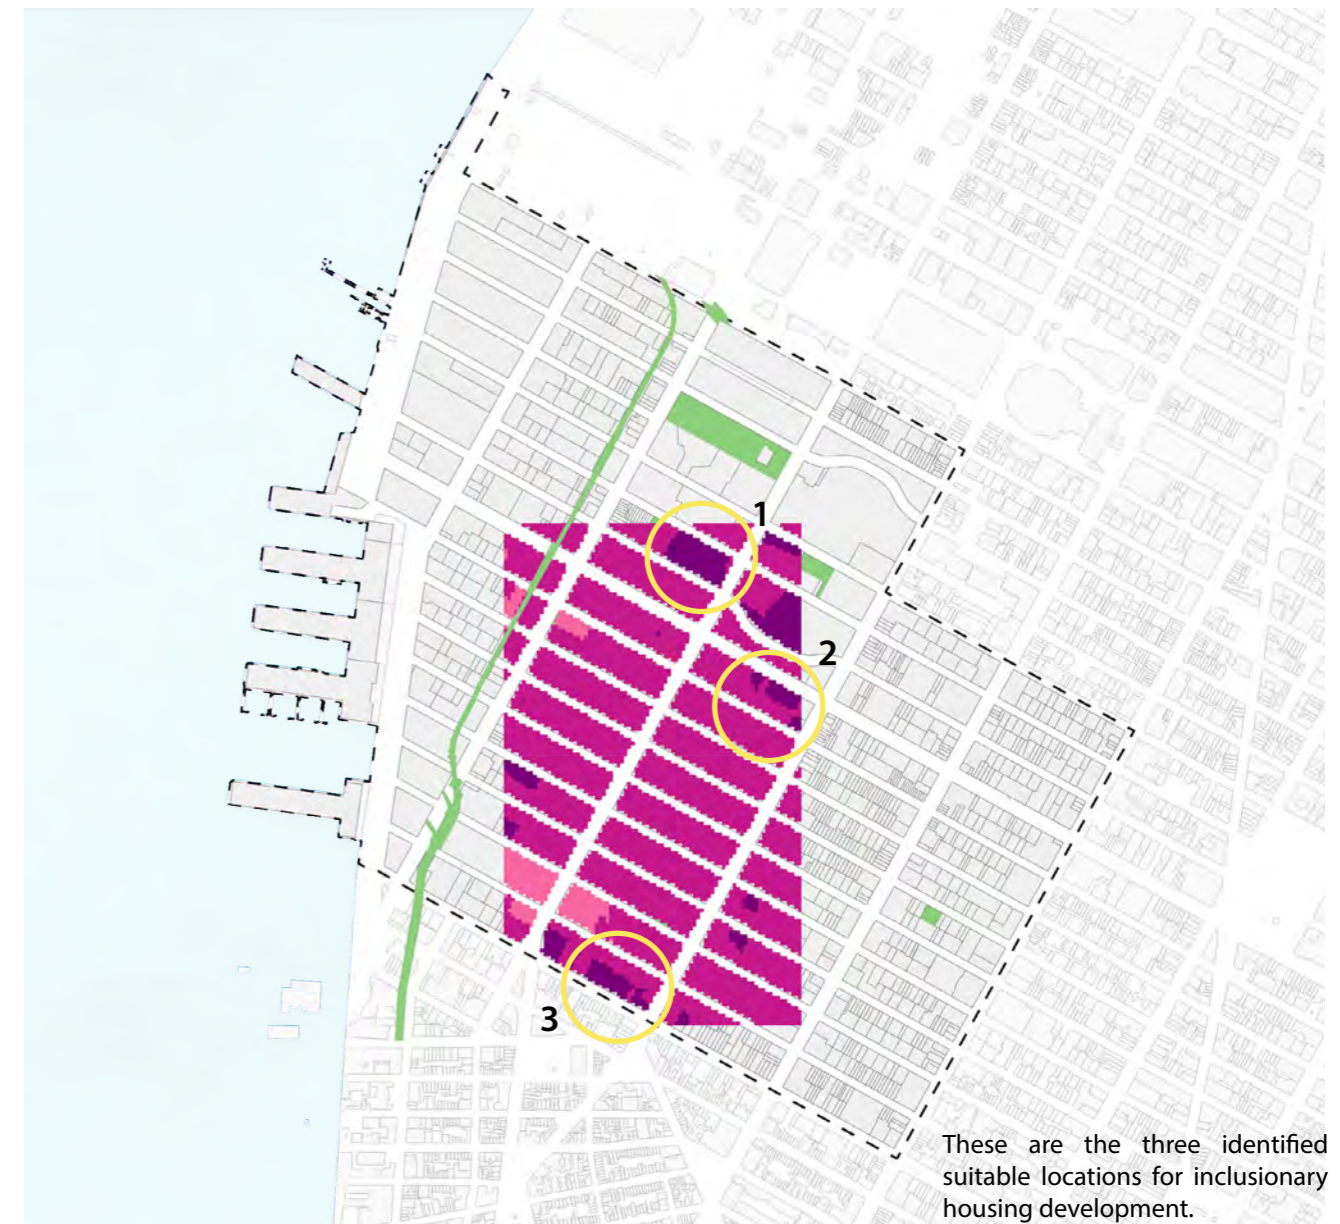 1
2
3
These are the three identified
suitable locations for inclusionary
housing development.